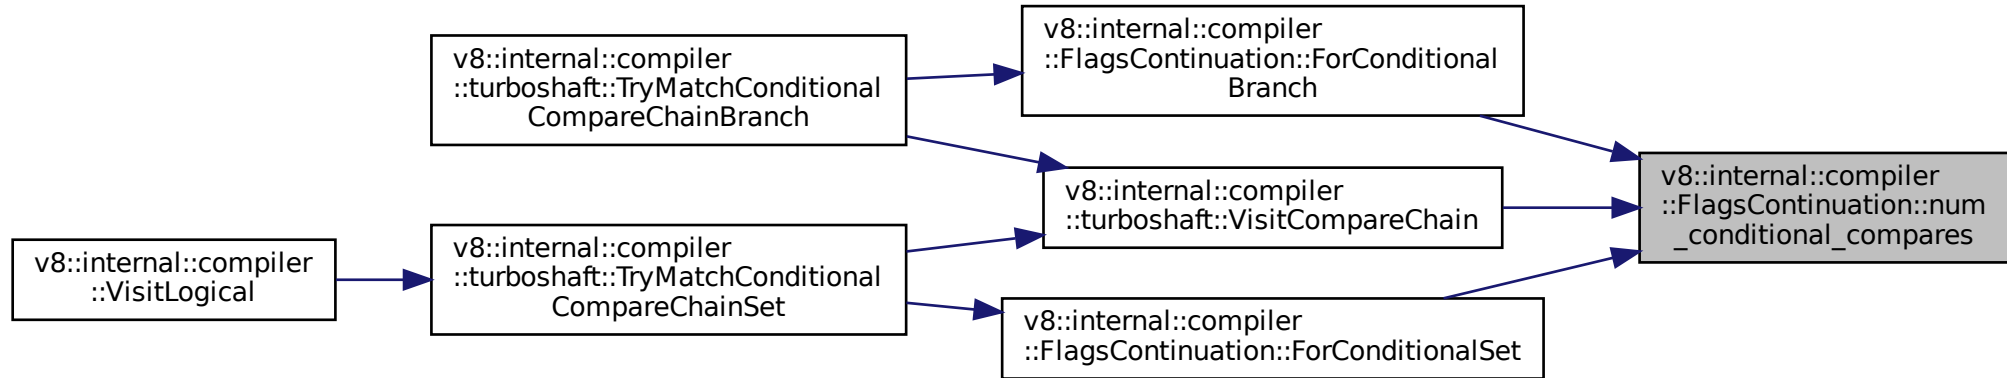 v8::internal::compiler
::VisitLogical
v8::internal::compiler
::turboshaft::TryMatchConditional
CompareChainBranch
v8::internal::compiler
::turboshaft::TryMatchConditional
CompareChainSet
v8::internal::compiler
::FlagsContinuation::ForConditional
Branch
v8::internal::compiler
::turboshaft::VisitCompareChain
v8::internal::compiler
::FlagsContinuation::ForConditionalSet
v8::internal::compiler
::FlagsContinuation::num
_conditional_compares